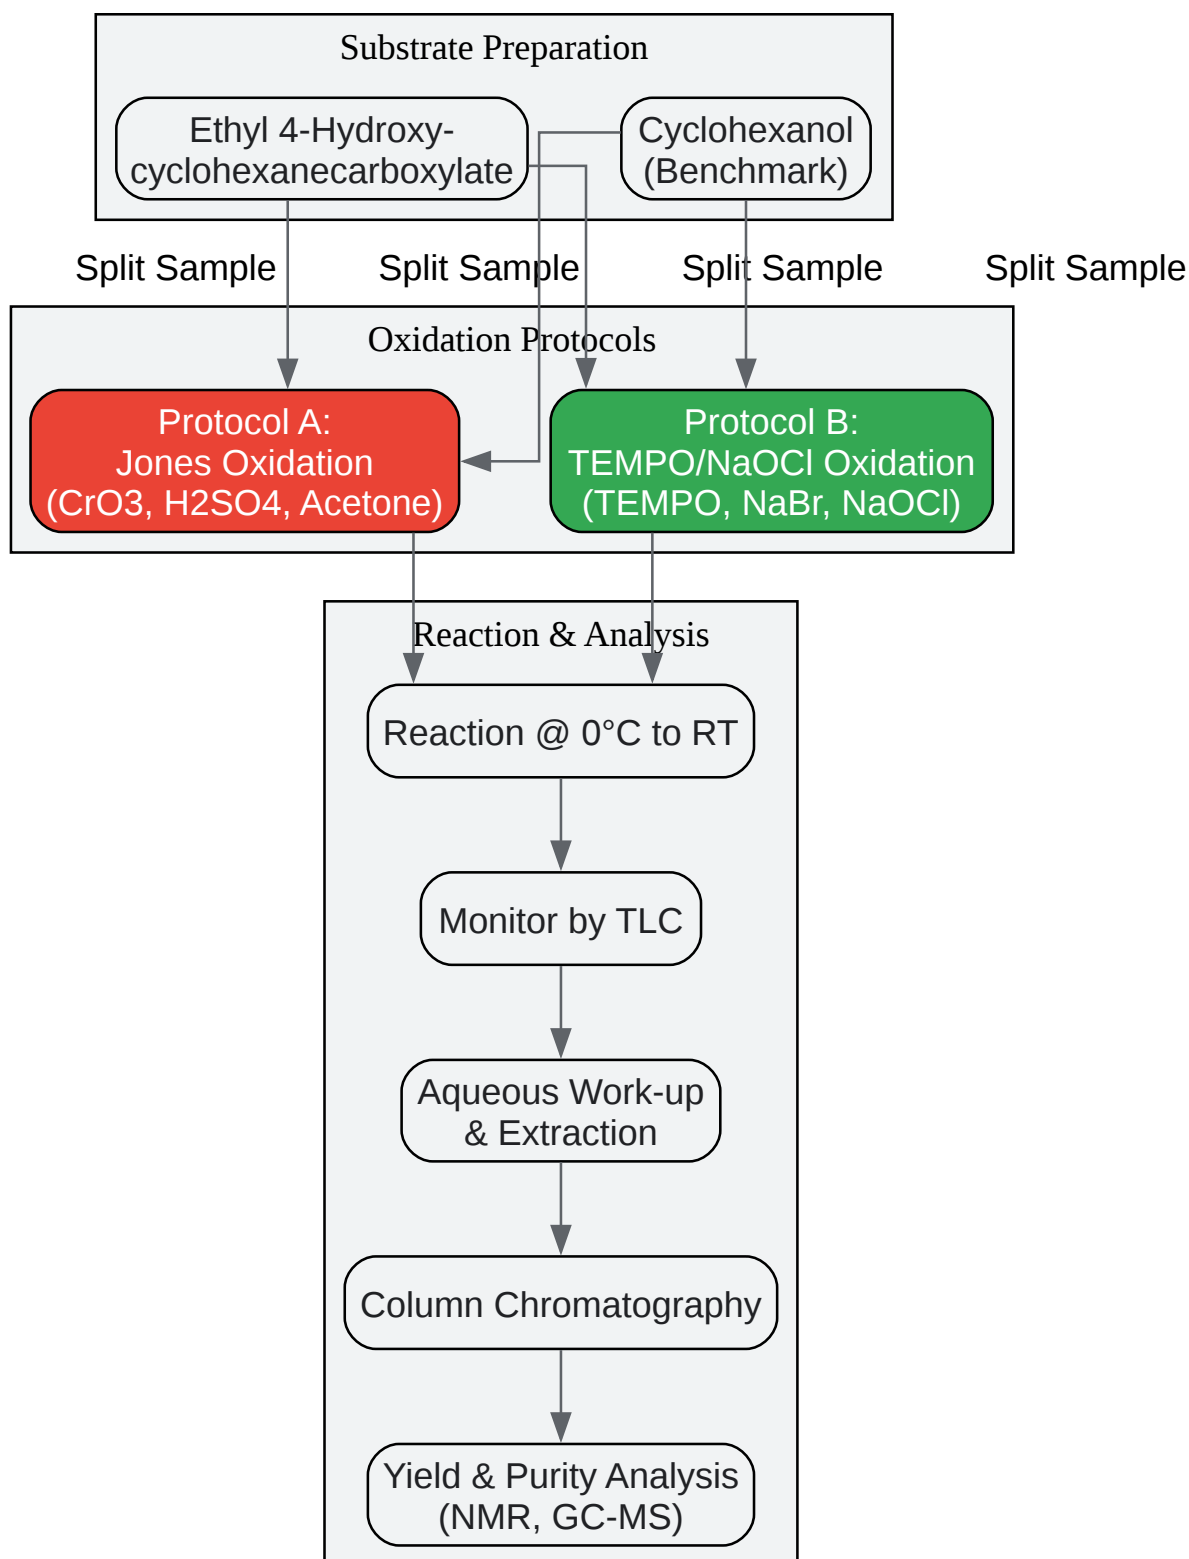 Substrate Preparation
Ethyl 4-Hydroxy-
cyclohexanecarboxylate
Cyclohexanol
(Benchmark)
Split Sample
Split Sample
Split Sample
Split Sample
Oxidation Protocols
Protocol A:
Jones Oxidation
(CrO3, H2SO4, Acetone)
Protocol B:
TEMPO/NaOCl Oxidation
(TEMPO, NaBr, NaOCl)
Reaction & Analysis
Reaction @ 0°C to RT
Monitor by TLC
Aqueous Work-up
& Extraction
Column Chromatography
Yield & Purity Analysis
(NMR, GC-MS)